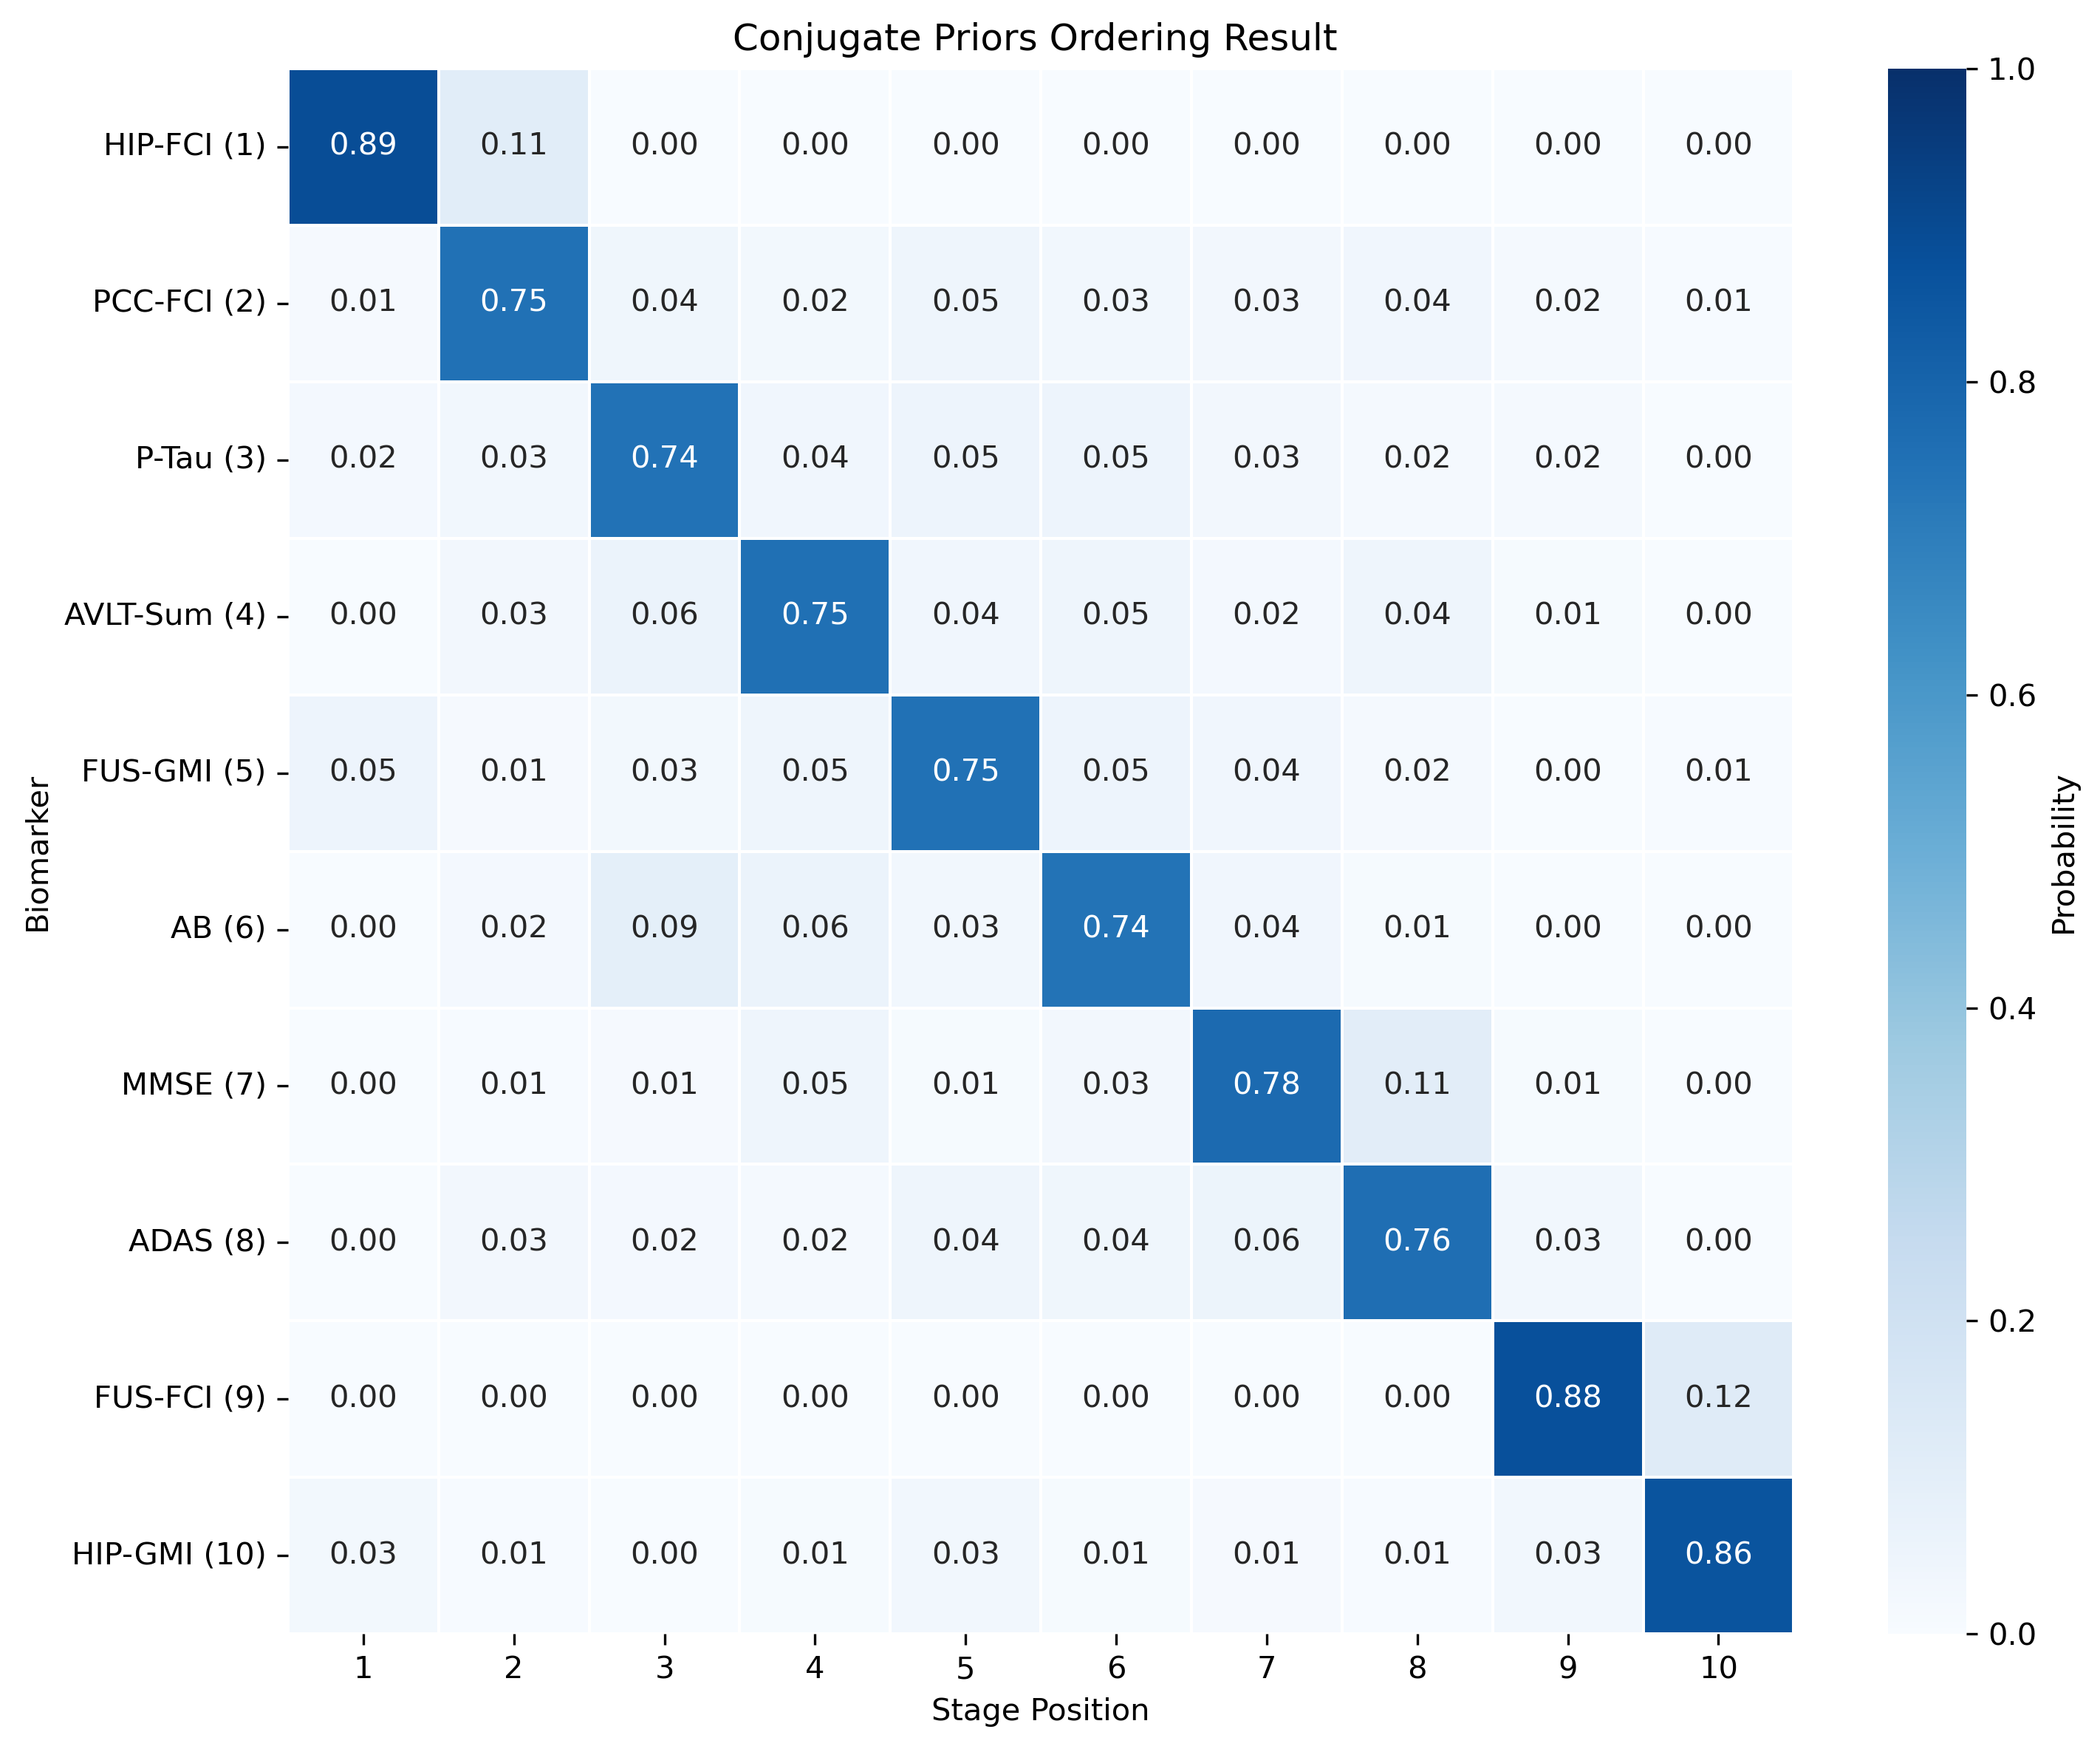 Conjugate Priors Ordering Result
HIP-FCI (1) 0.89 0.11 0.00 0.00 0.00 0.00 0.00 0.00 0.00 0.00
PCC-FCI (2) 0.01 0.75 0.04 0.02 0.05 0.03 0.03 0.04 0.02 0.01
P-Tau (3) 0.02 0.03 0.74 0.04 0.05 0.05 0.03 0.02 0.02 0.00
AVLT-Sum (4) 0.00 0.03 0.06 0.75 0.04 0.05 0.02 0.04 0.01 0.00
FUS-GMI (5) 0.05 0.01 0.03 0.05 0.75 0.05 0.04 0.02 0.00 0.01
AB (6) 0.00 0.02 0.09 0.06 0.03 0.74 0.04 0.01 0.00 0.00
MMSE (7) 0.00 0.01 0.01 0.05 0.01 0.03 0.78 0.11 0.01 0.00
ADAS (8) 0.00 0.03 0.02 0.02 0.04 0.04 0.06 0.76 0.03 0.00
FUS-FCI (9) 0.00 0.00 0.00 0.00 0.00 0.00 0.00 0.00 0.88 0.12
HIP-GMI (10) 0.03 0.01 0.00 0.01 0.03 0.01 0.01 0.01 0.03 0.86
1 2 3 4 5 6 7 8 9 10
Stage Position
Biomarker
1.0
0.8
0.6
0.4
0.2
0.0
Probability